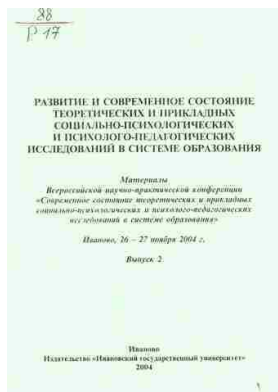 88
Р 17
РАЗВИТИЕ И СОВРЕМЕННОЕ СОСТОЯНИЕ
ТЕОРЕТИЧЕСКИХ И ПРИКЛАДНЫХ
СОЦИАЛЬНО-ПСИХОЛОГИЧЕСКИХ
И ПСИХОЛОГО-ПЕДАГОГИЧЕСКИХ
ИССЛЕДОВАНИЙ В СИСТЕМЕ ОБРАЗОВАНИЯ
Материалы
Всероссийской научно-практической конференции
«Современное состояние теоретических и прикладных
социально-психологических и психолого-педагогических
исследований в системе образования»
Иваново, 26 – 27 ноября 2004 г.
Выпуск 2
Иваново
Издательство «Ивановский государственный университет»
2004